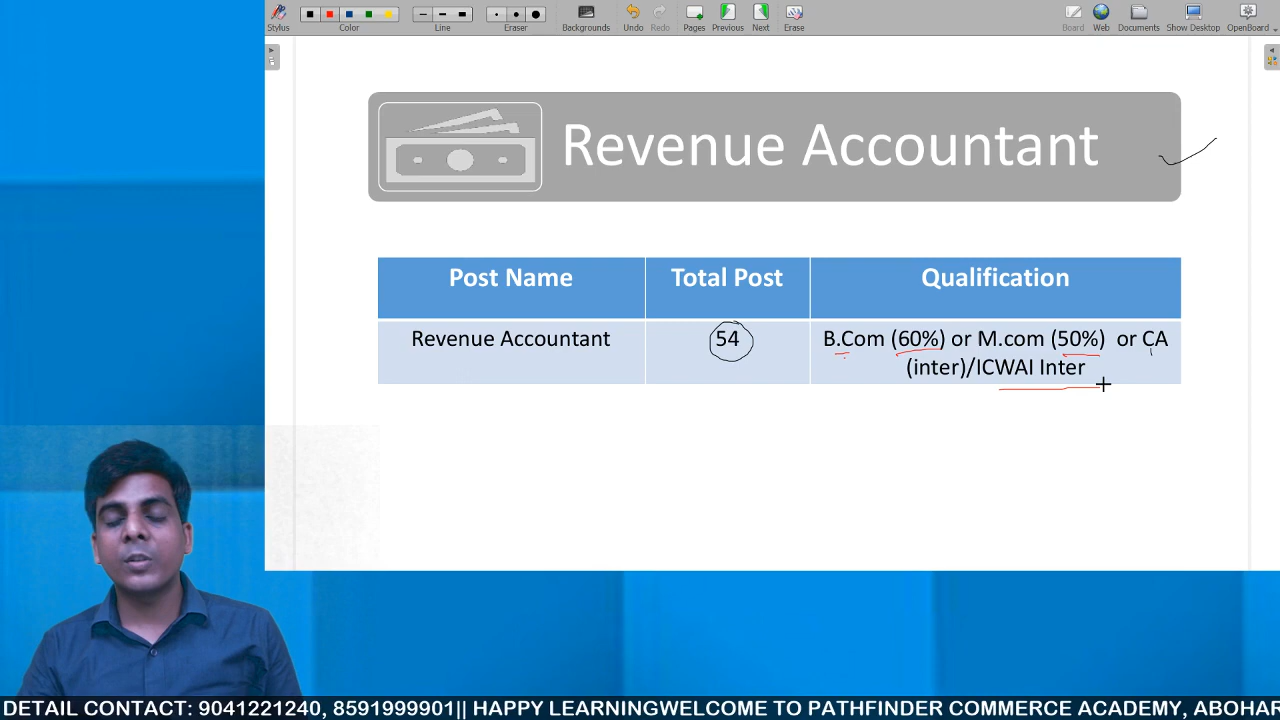 Stylus
Color
Line
Eraser
Backgrounds
Undo
Redo
Pages
Previous
Next
Erase
Board
Web
Documents
Show Desktop
OpenBoard
Revenue Accountant
Post Name
Total Post
Qualification
Revenue Accountant
54
B.Com (60%) or M.com (50%) or CA
(inter)/ICWAI Inter
DETAIL CONTACT: 9041221240, 8591999901|| HAPPY LEARNINGWELCOME TO PATHFINDER COMMERCE ACADEMY, ABOHAR